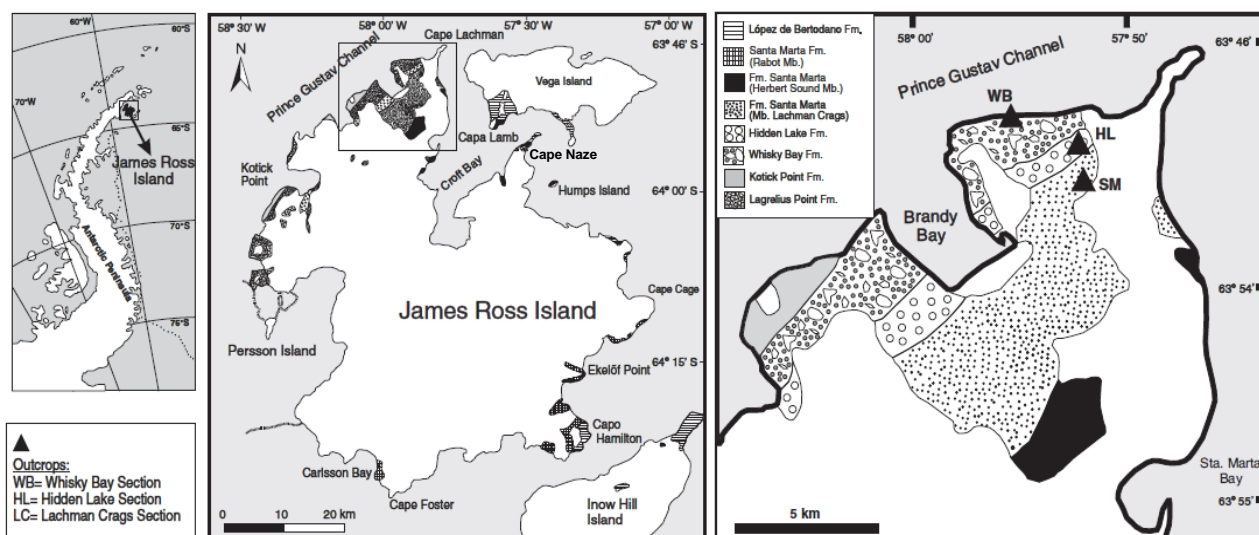 60°W
60°S
70°W
65°S
James Ross
Island
70°S
Antarctic Peninsula
75°S
▲
Outcrops:
WB= Whisky Bay Section
HL= Hidden Lake Section
LC= Lachman Crags Section
58° 30' W
58° 00'
57° 30'
57° 00'
N
Cape Lachman
63° 46'
Prince Gustav Channel
Vega Island
Capa Lamb
Cape Naze
Kotick
Point
Croft Bay
Humps Island
64° 00' S
Cape Cage
James Ross Island
Persson Island
64° 15' S
Ekelöf Point
Capo
Hamilton
Carlsson Bay
Cape Foster
Inow Hill
Island
0 10 20 km
López de Bertodano Fm.
Santa Marta Fm.
(Rabot Mb.)
Fm. Santa Marta
(Herbert Sound Mb.)
Fm. Santa Marta
(Mb. Lachman Crags)
Hidden Lake Fm.
Whisky Bay Fm.
Kotick Point Fm.
Lagrelius Point Fm.
58° 00'
57° 50'
63° 46'
Prince Gustav Channel
WB
HL
SM
Brandy
Bay
63° 54'
Sta. Marta
Bay
63° 55'
5 km